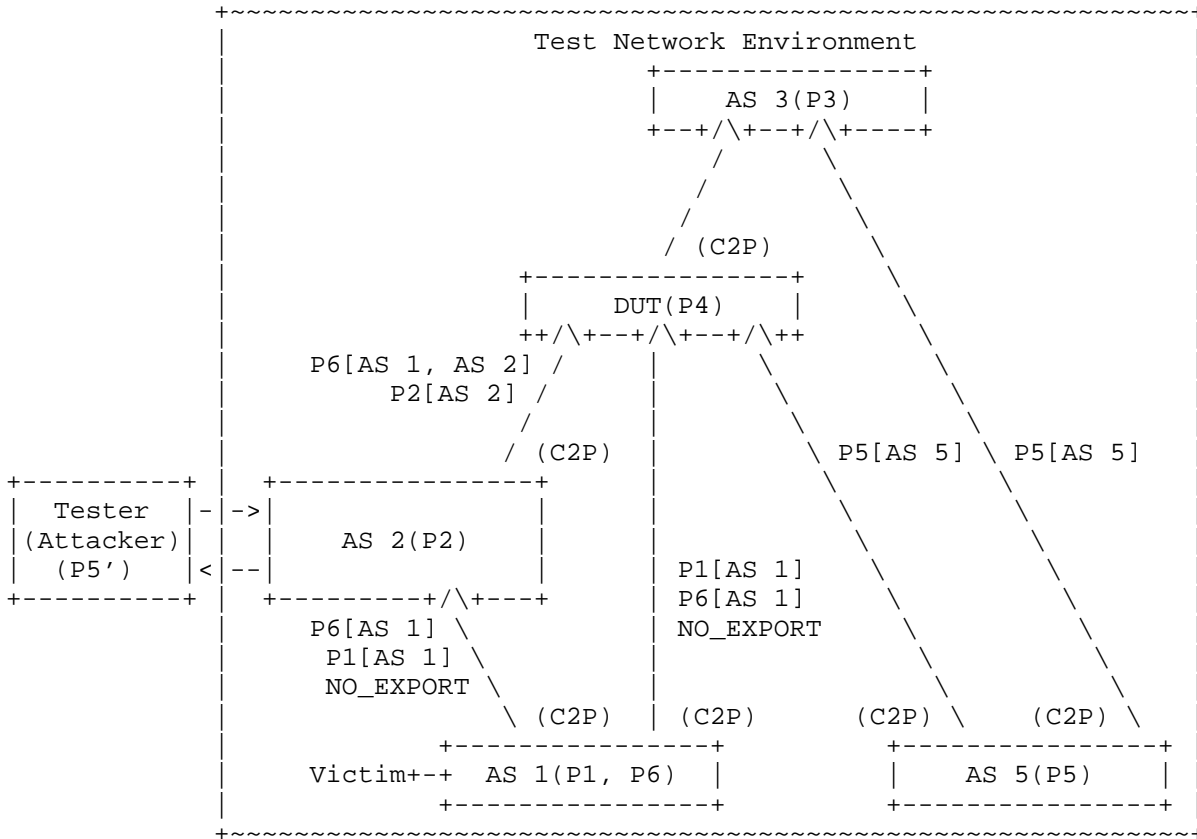 Test Network Environment
AS 3(P3)
(C2P)
DUT(P4)
P6[AS 1, AS 2]
P2[AS 2]
(C2P) P5[AS 5] P5[AS 5]
Tester
(Attacker) AS 2(P2)
(P5') P1[AS 1]
P6[AS 1]
P6[AS 1] NO_EXPORT
P1[AS 1]
NO_EXPORT
(C2P) (C2P) (C2P) (C2P)
Victim AS 1(P1, P6) AS 5(P5)